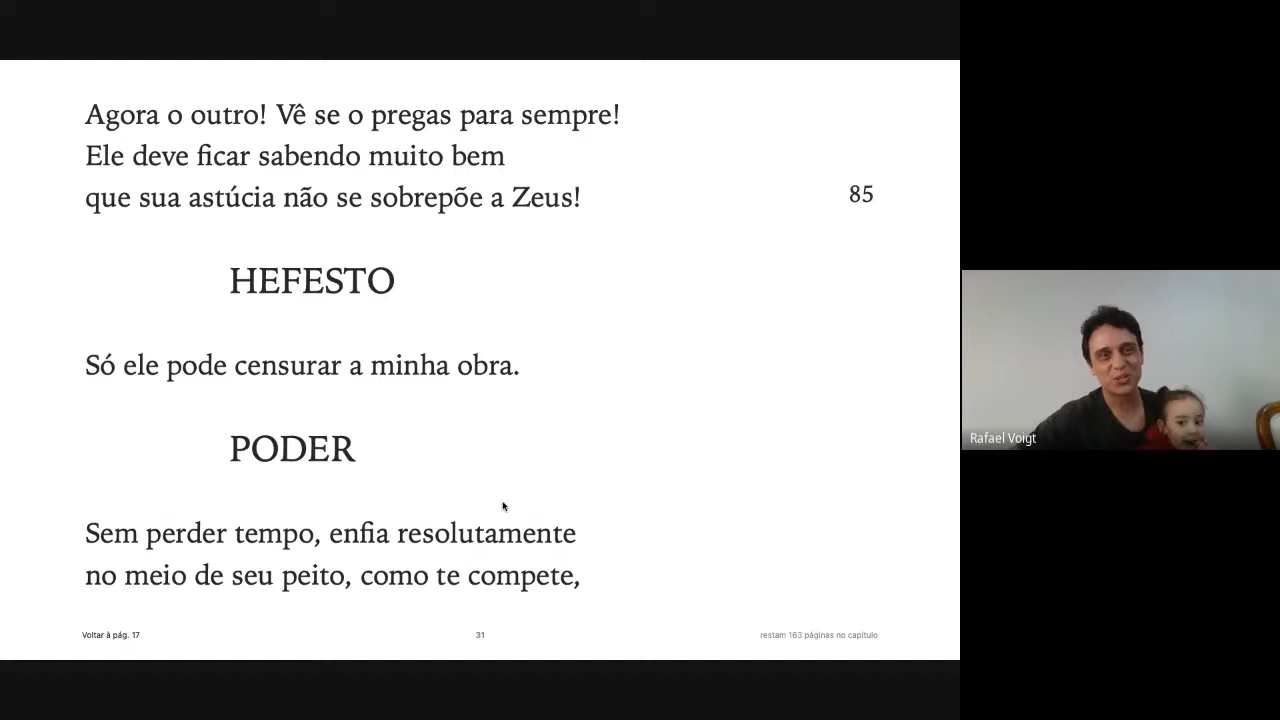 Agora o outro! Vê se o pregas para sempre!
Ele deve ficar sabendo muito bem
que sua astúcia não se sobrepõe a Zeus!
85
HEFESTO
Só ele pode censurar a minha obra.
PODER
Sem perder tempo, enfia resolutamente
no meio de seu peito, como te compete,
Voltar à pág. 17
31
restam 163 páginas no capítulo
Rafael Voigt